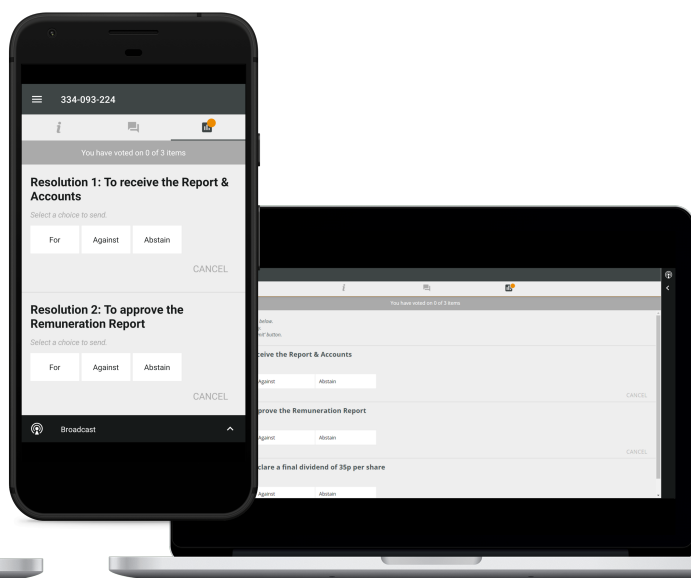 334-093-224
You have voted on 0 of 3 items
Resolution 1: To receive the Report &
Accounts
Select a choice to send.
For Against Abstain
CANCEL
Resolution 2: To approve the
Remuneration Report
Select a choice to send.
For Against Abstain
CANCEL
Broadcast
You have voted on 0 of 3 items
below.
button.
the Report & Accounts
Against Abstain
CANCEL
the Remuneration Report
Against Abstain
CANCEL
a final dividend of 35p per share
Against Abstain